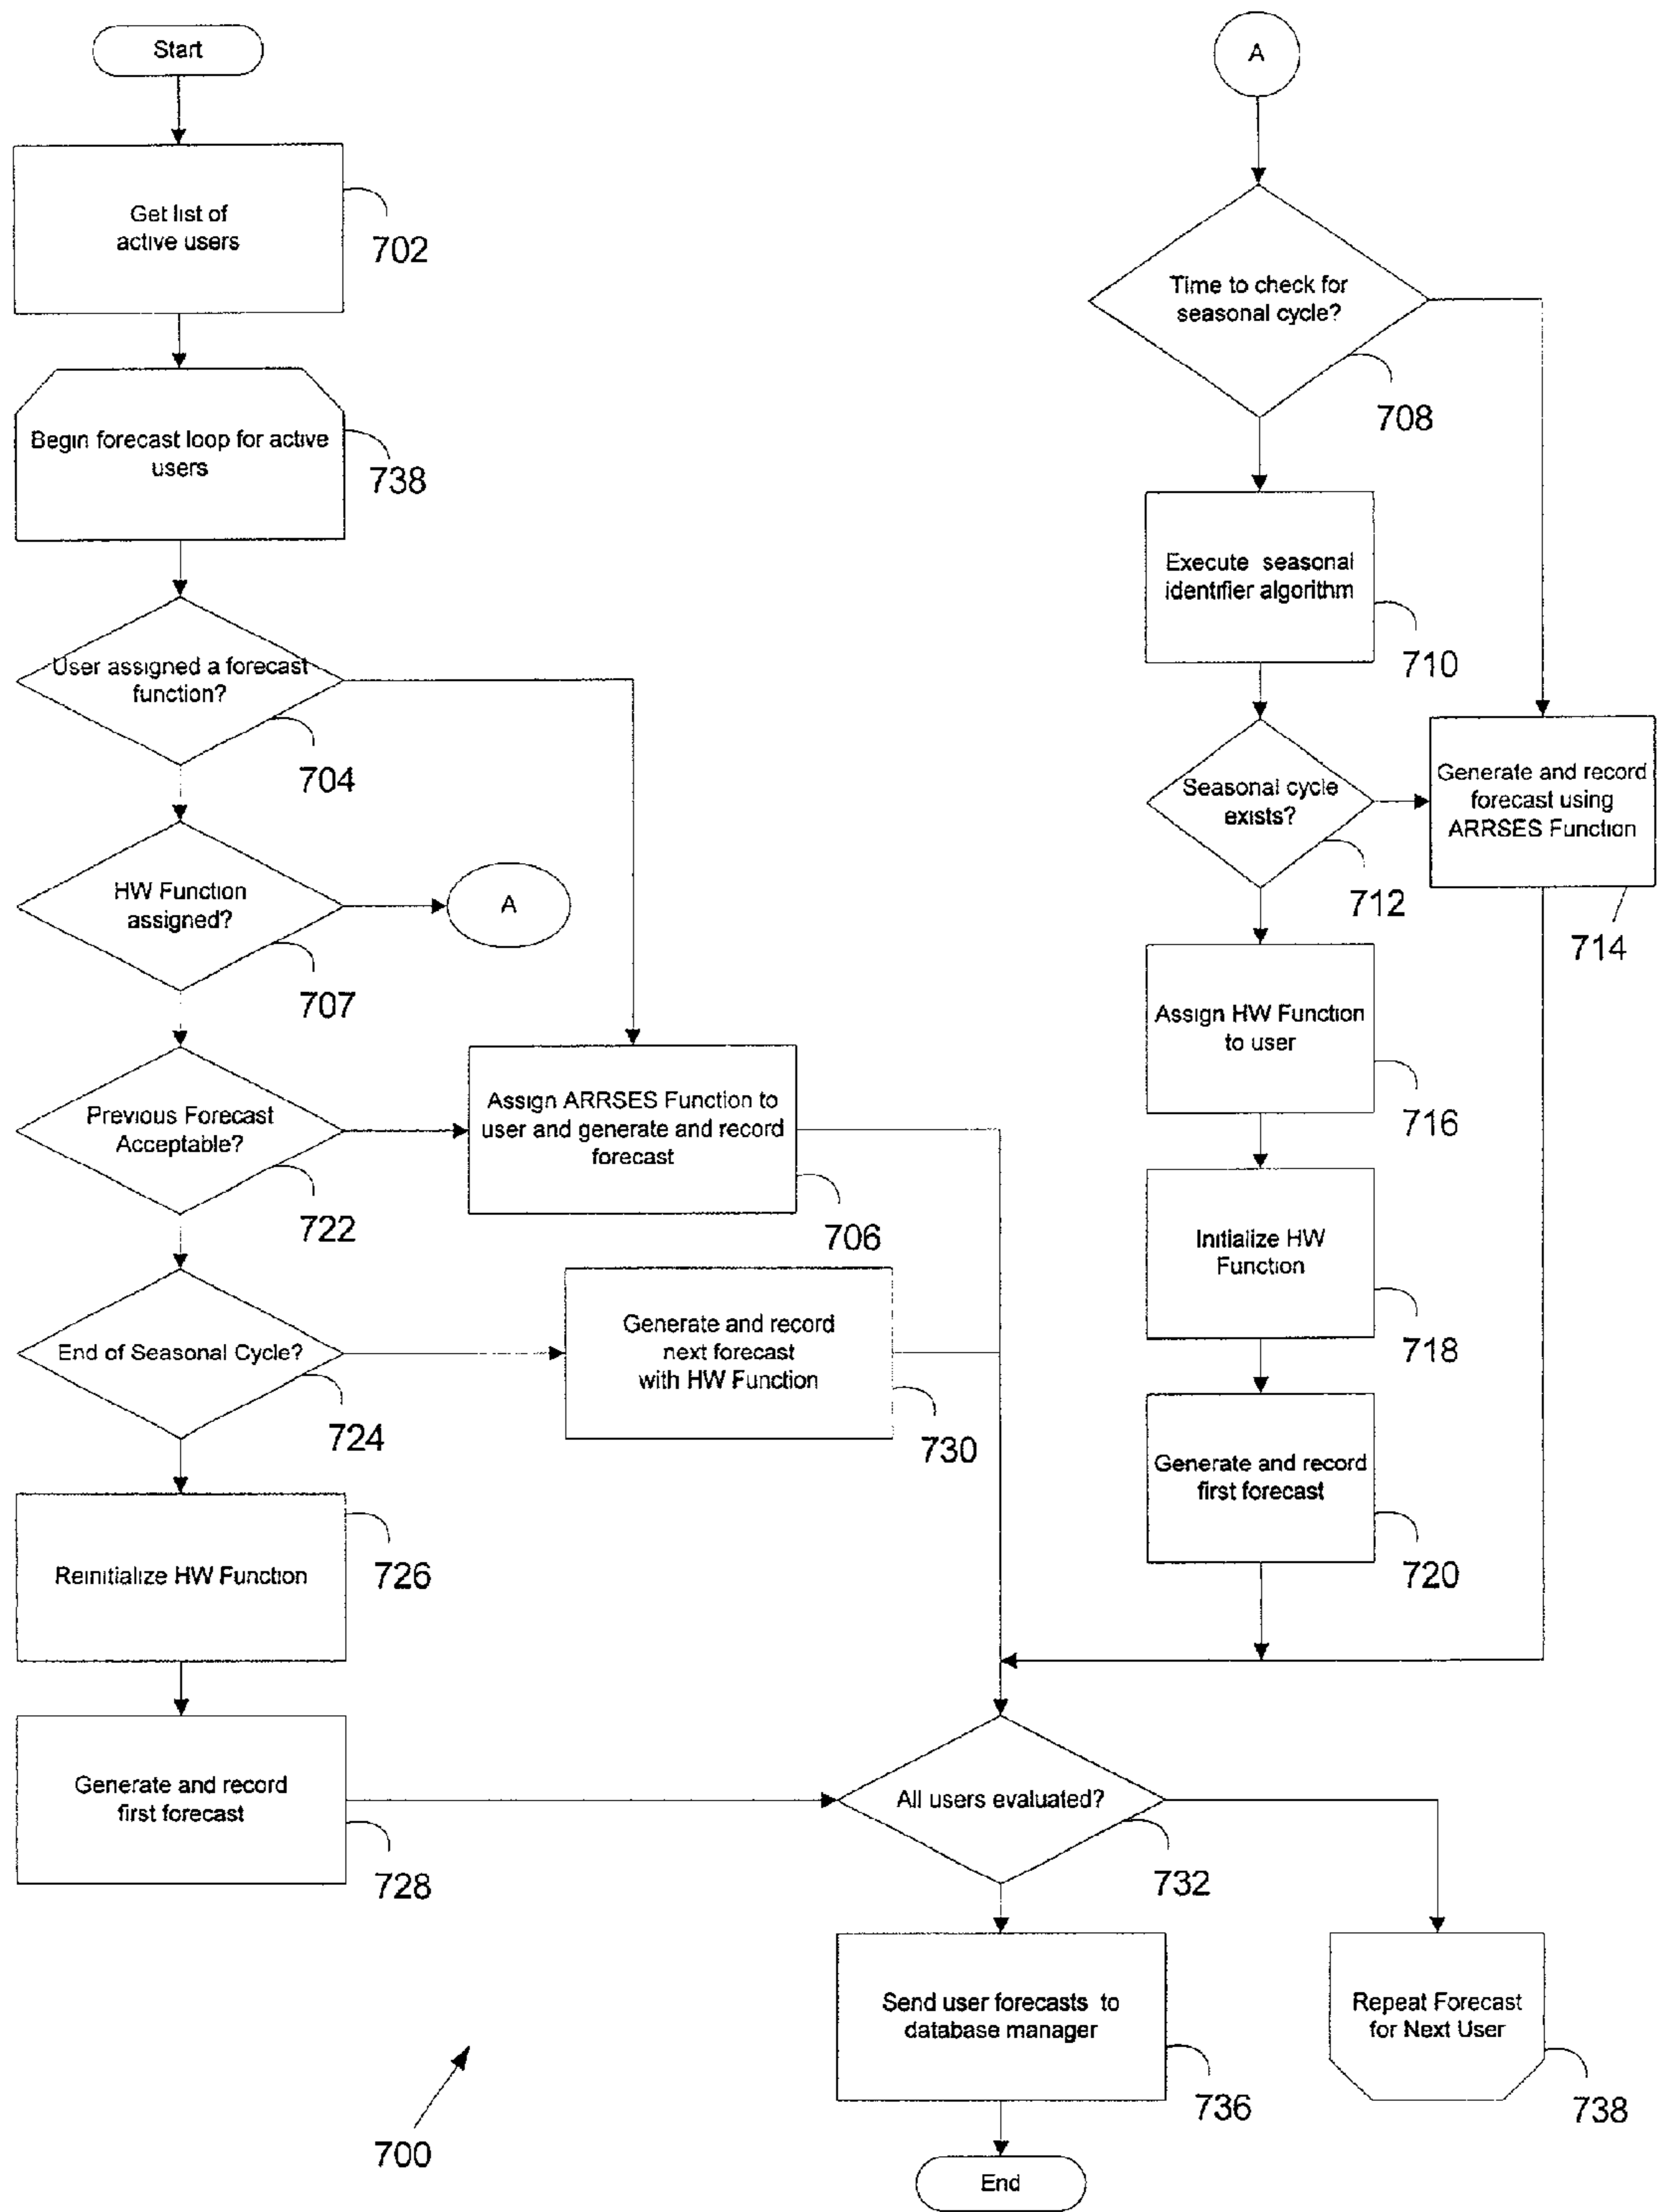 Start
Get list of
active users
702
Begin forecast loop for active
users
738
User assigned a forecast
function?
704
HW Function
assigned?
707
A
Previous Forecast
Acceptable?
722
Assign ARRSES Function to
user and generate and record
forecast
706
End of Seasonal Cycle?
724
Generate and record
next forecast
with HW Function
730
Reinitialize HW Function
726
Generate and record
first forecast
728
A
Time to check for
seasonal cycle?
708
Execute seasonal
identifier algorithm
710
Seasonal cycle
exists?
712
Generate and record
forecast using
ARRSES Function
714
Assign HW Function
to user
716
Initialize HW
Function
718
Generate and record
first forecast
720
All users evaluated?
732
Send user forecasts to
database manager
736
Repeat Forecast
for Next User
738
End
700